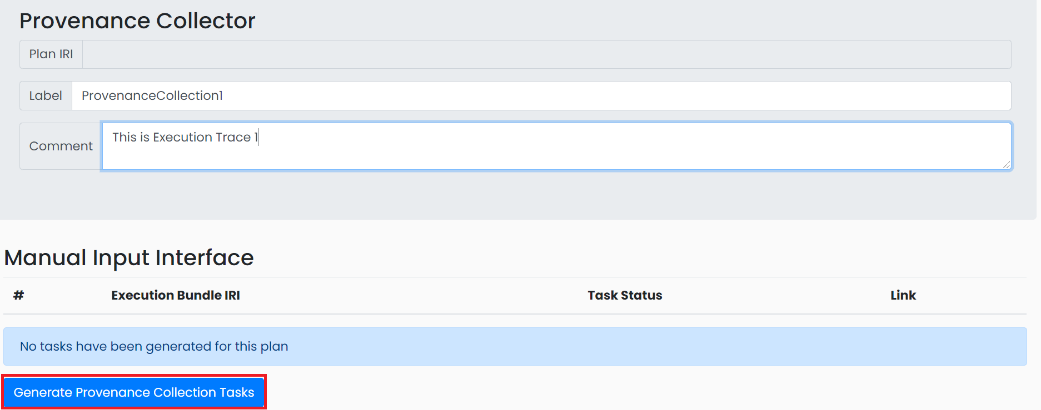 Provenance Collector
Plan IRI
Label ProvenanceCollection1
Comment This is Execution Trace 1
Manual Input Interface
# Execution Bundle IRI Task Status Link
No tasks have been generated for this plan
Generate Provenance Collection Tasks